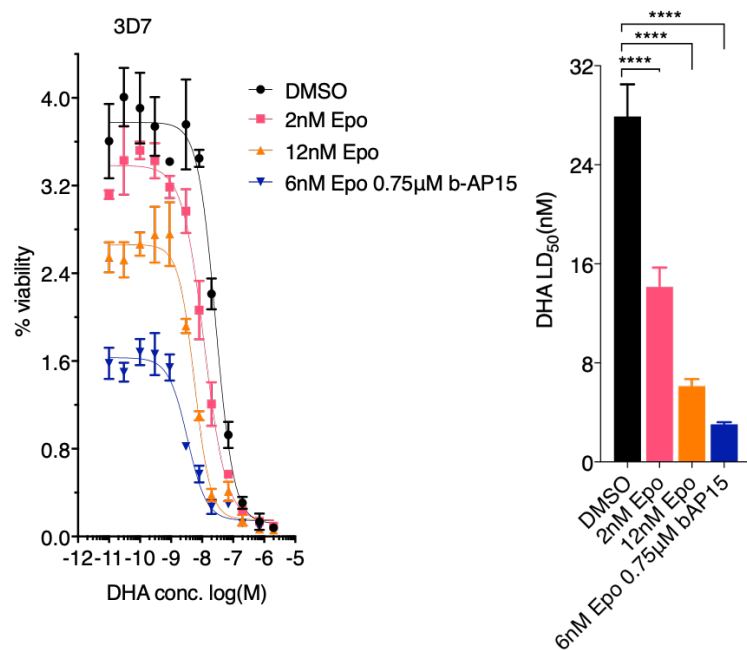 3D7
% viability
4.0
3.2
2.4
1.6
0.8
0.0
-12 -11 -10 -9 -8 -7 -6 -5
DHA conc. log(M)
DMSO
2nM Epo
12nM Epo
6nM Epo 0.75µM b-AP15
****
****
****
DHA LD50(nM)
32
24
16
8
0
DMSO
2nM Epo
12nM Epo
6nM Epo 0.75µM bAP15